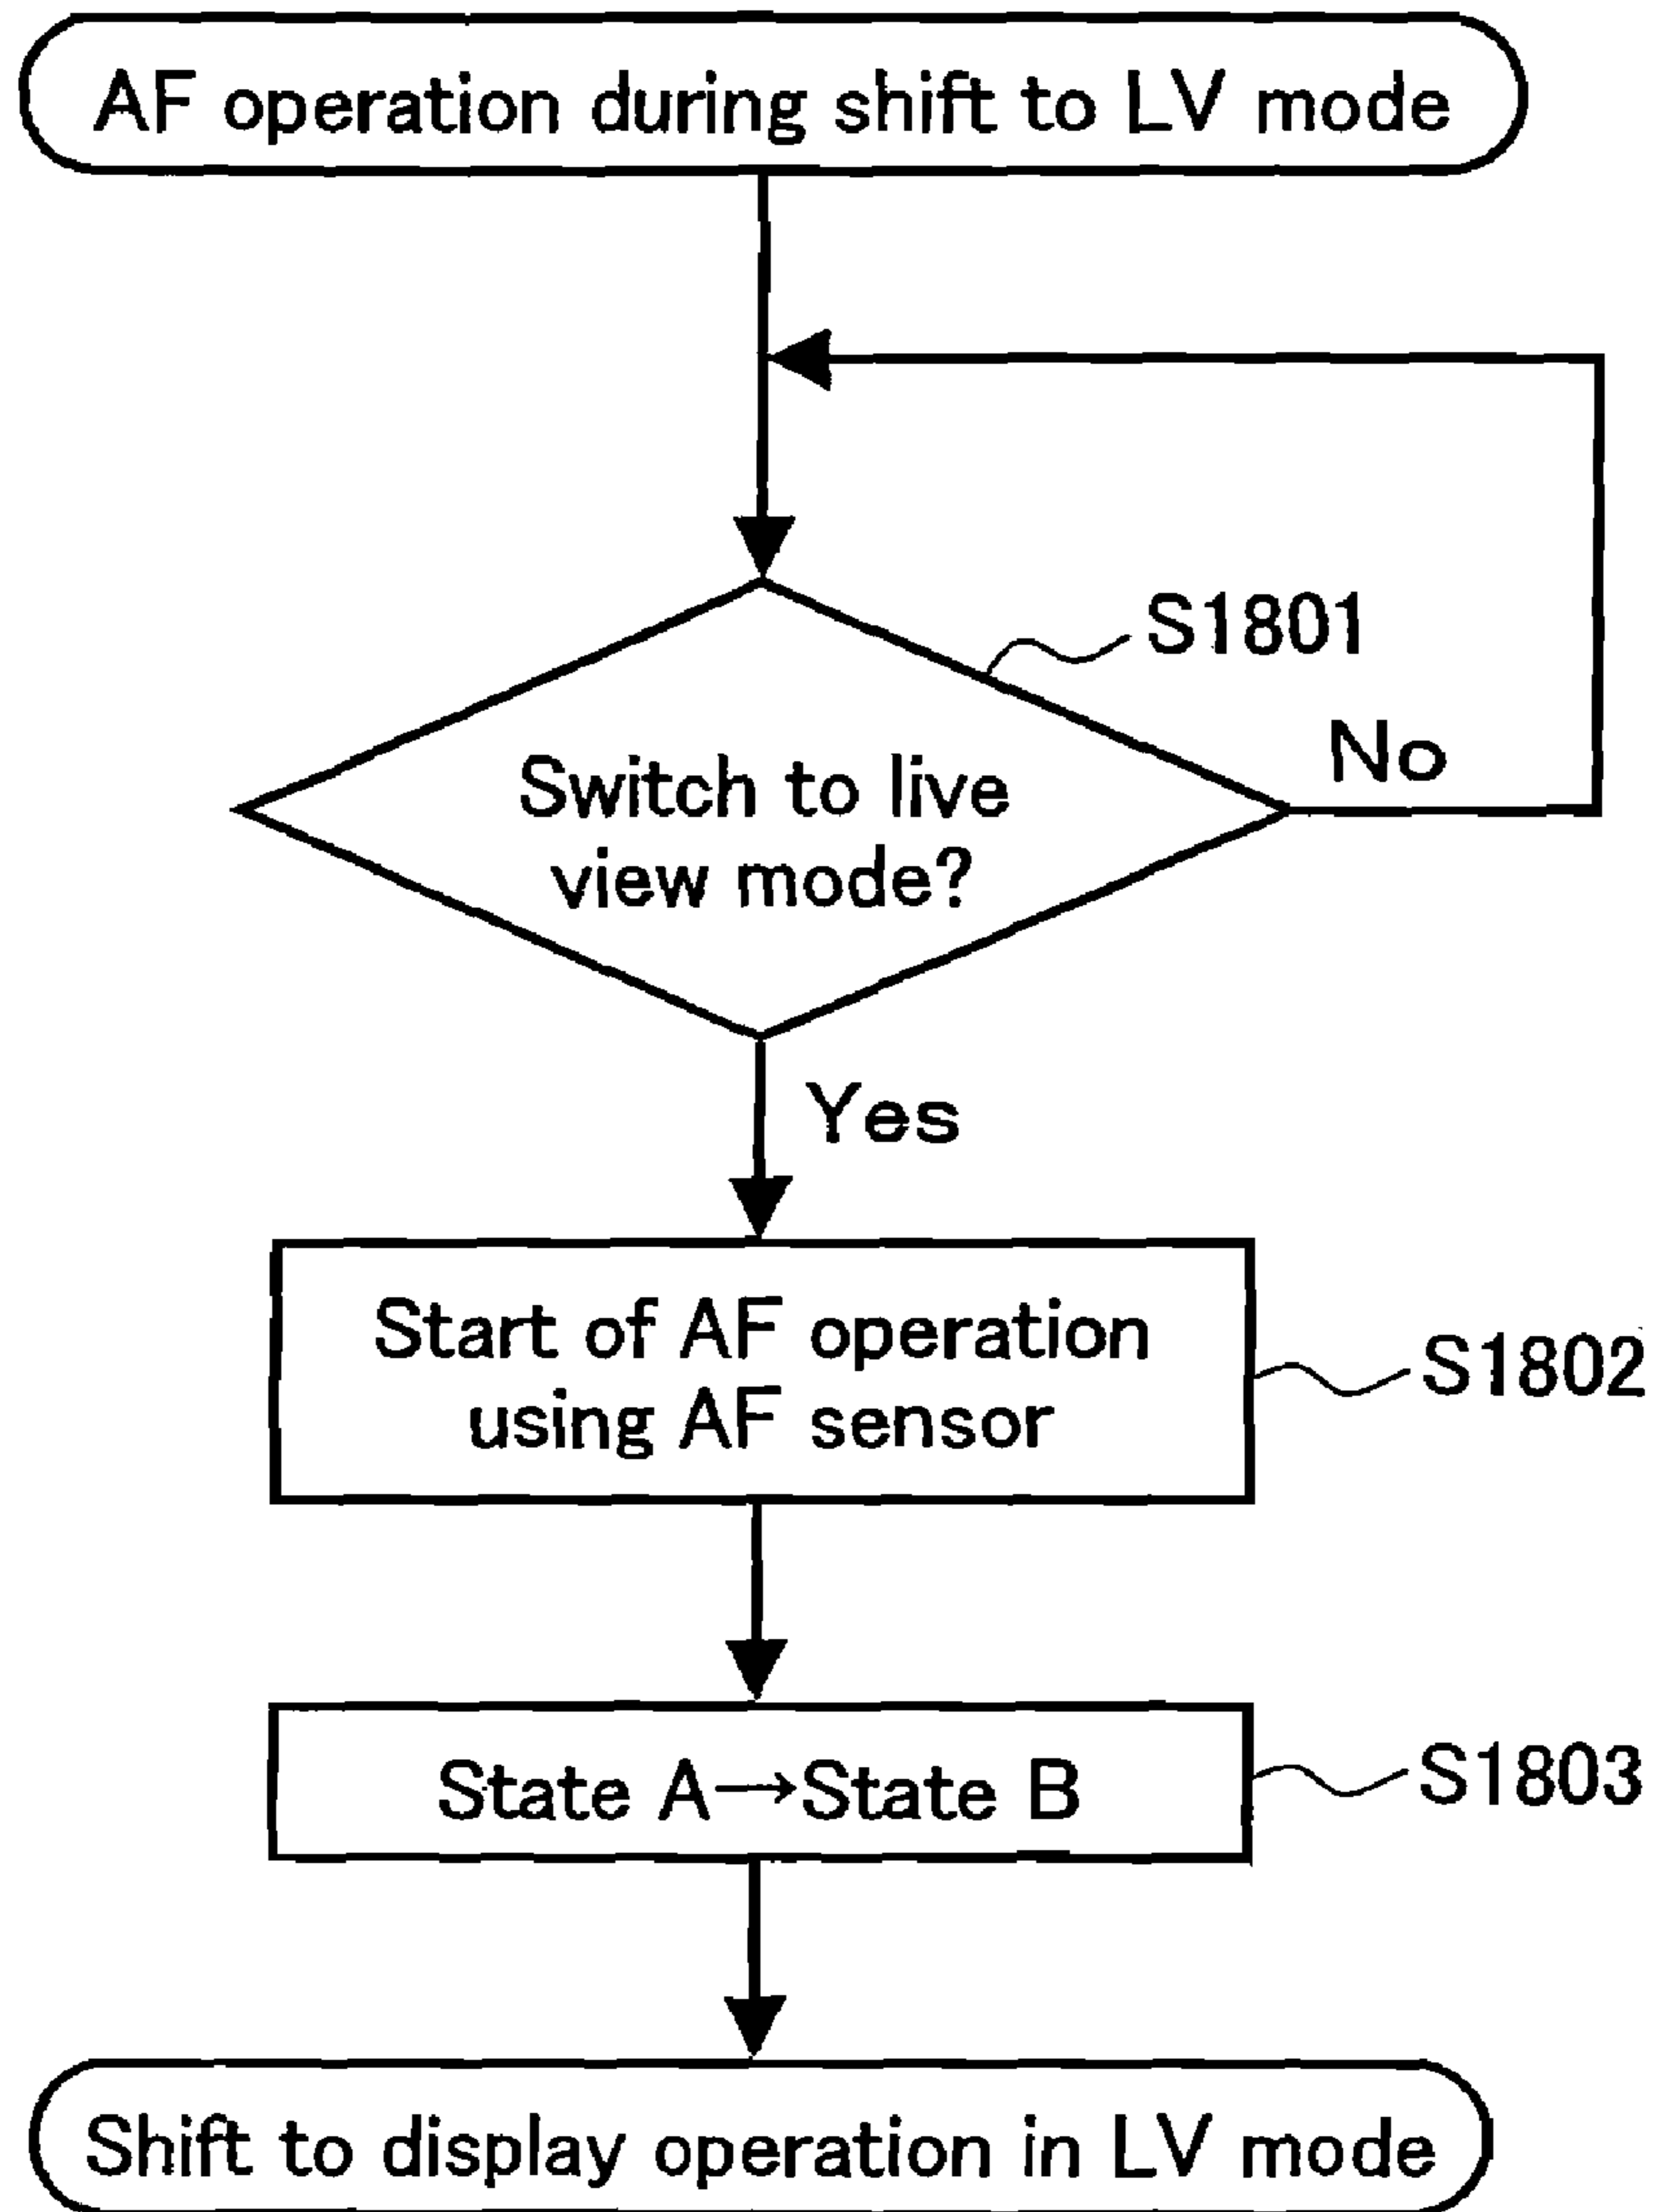 AF operation during shift to LV mode
S1801
No
Switch to live
view mode?
Yes
Start of AF operation
using AF sensor
S1802
State A→State B
S1803
Shift to display operation in LV mode